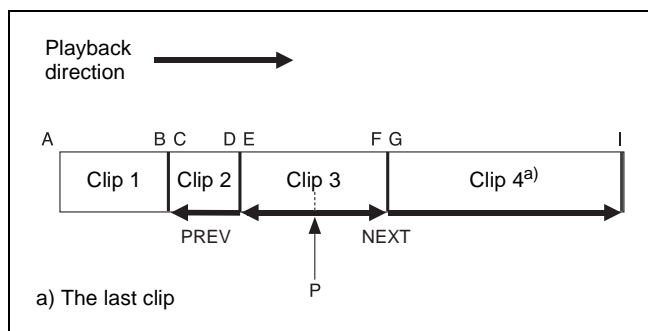 Playback
direction
A B C D E F G I
Clip 1 Clip 2 Clip 3 Clip 4a)
PREV NEXT
P
a) The last clip